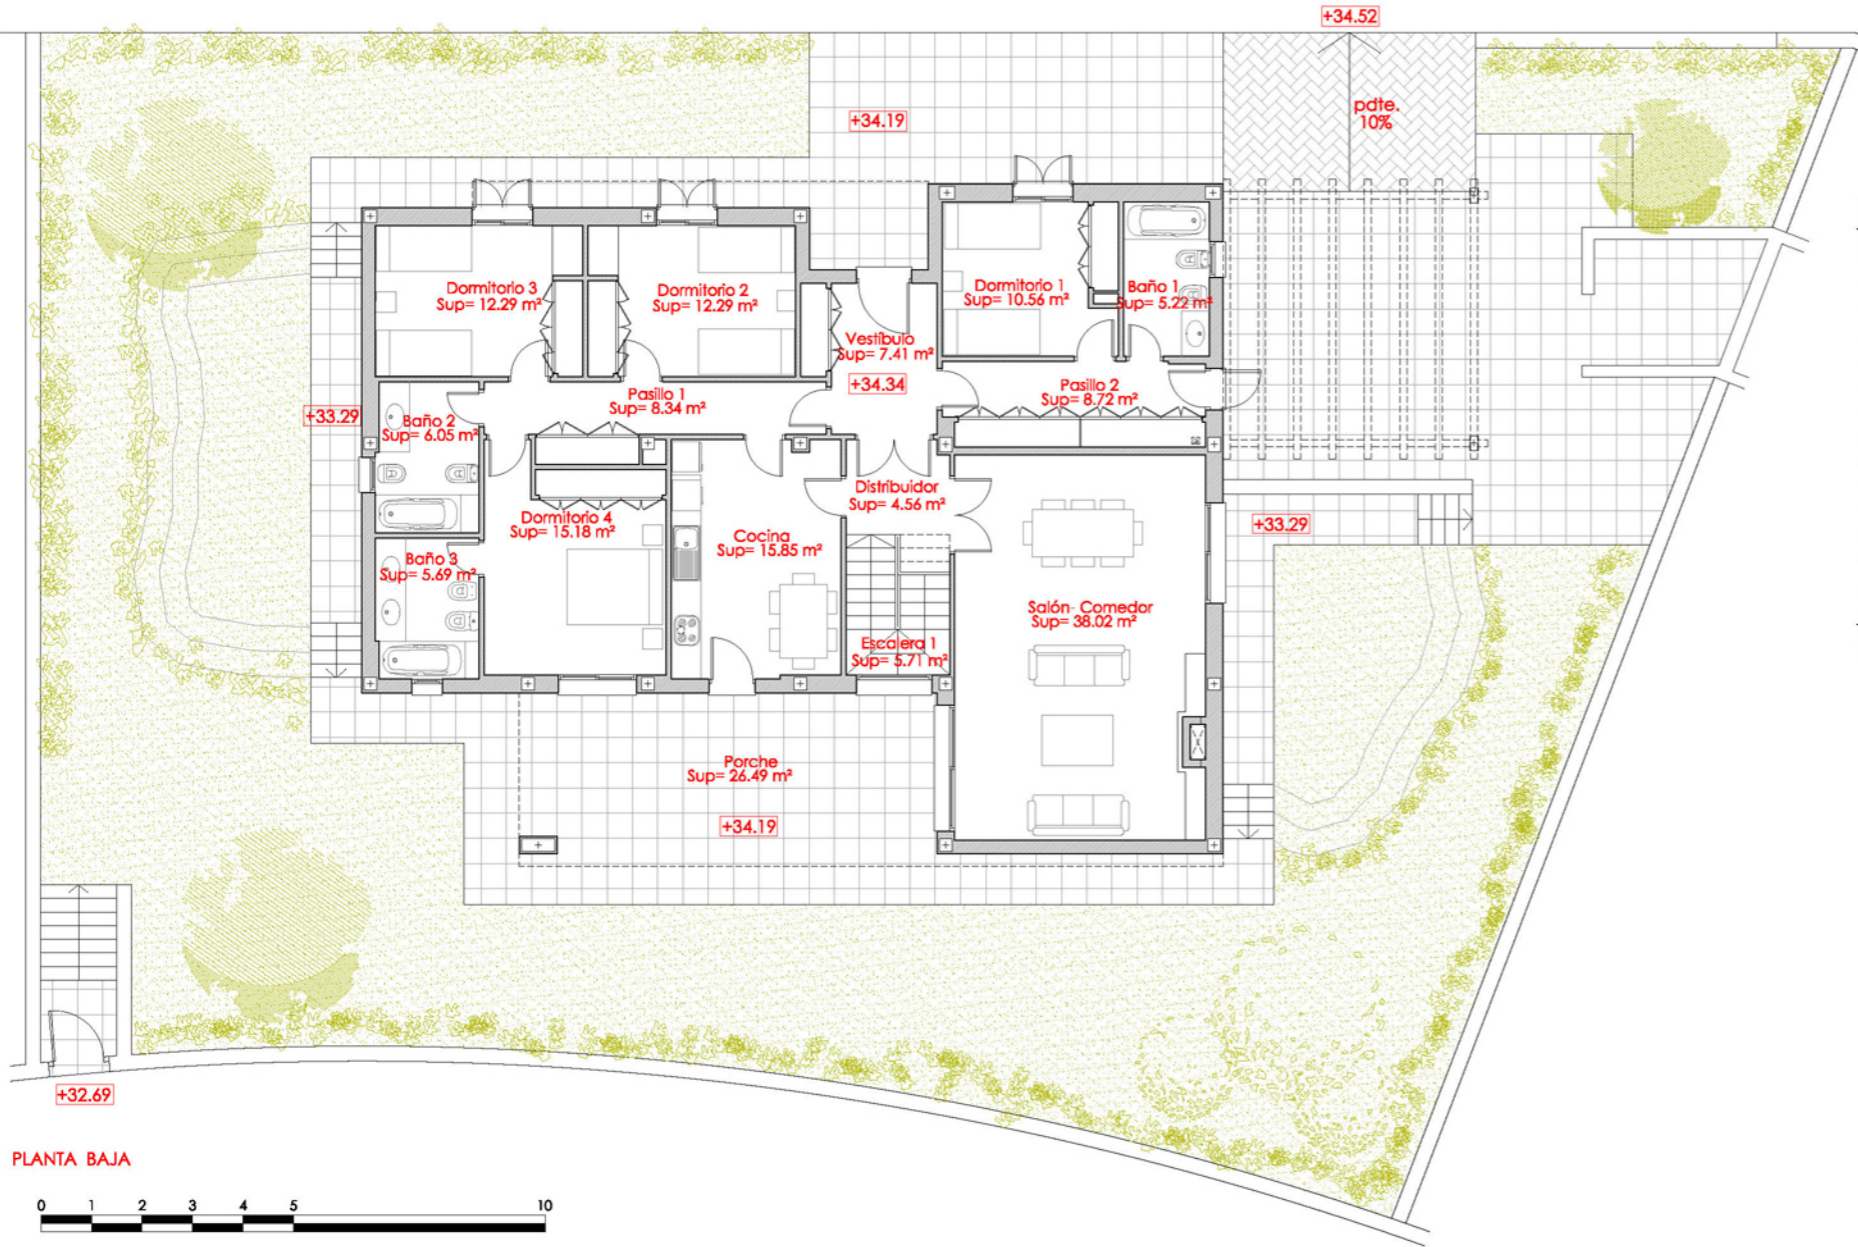 +34.52
pdte.
10%
+34.19
Dormitorio 3
Sup= 12.29 m²
Dormitorio 2
Sup= 12.29 m²
Dormitorio 1
Sup= 10.56 m²
Baño 1
Sup= 5.22 m²
Vestíbulo
Sup= 7.41 m²
+34.34
Pasillo 1
Sup= 8.34 m²
Pasillo 2
Sup= 8.72 m²
+33.29
Baño 2
Sup= 6.05 m²
Distribuidor
Sup= 4.56 m²
Dormitorio 4
Sup= 15.18 m²
Cocina
Sup= 15.85 m²
+33.29
Baño 3
Sup= 5.69 m²
Salón- Comedor
Sup= 38.02 m²
Escalera 1
Sup= 5.71 m²
Porche
Sup= 26.49 m²
+34.19
+32.69
PLANTA BAJA
0 1 2 3 4 5 10